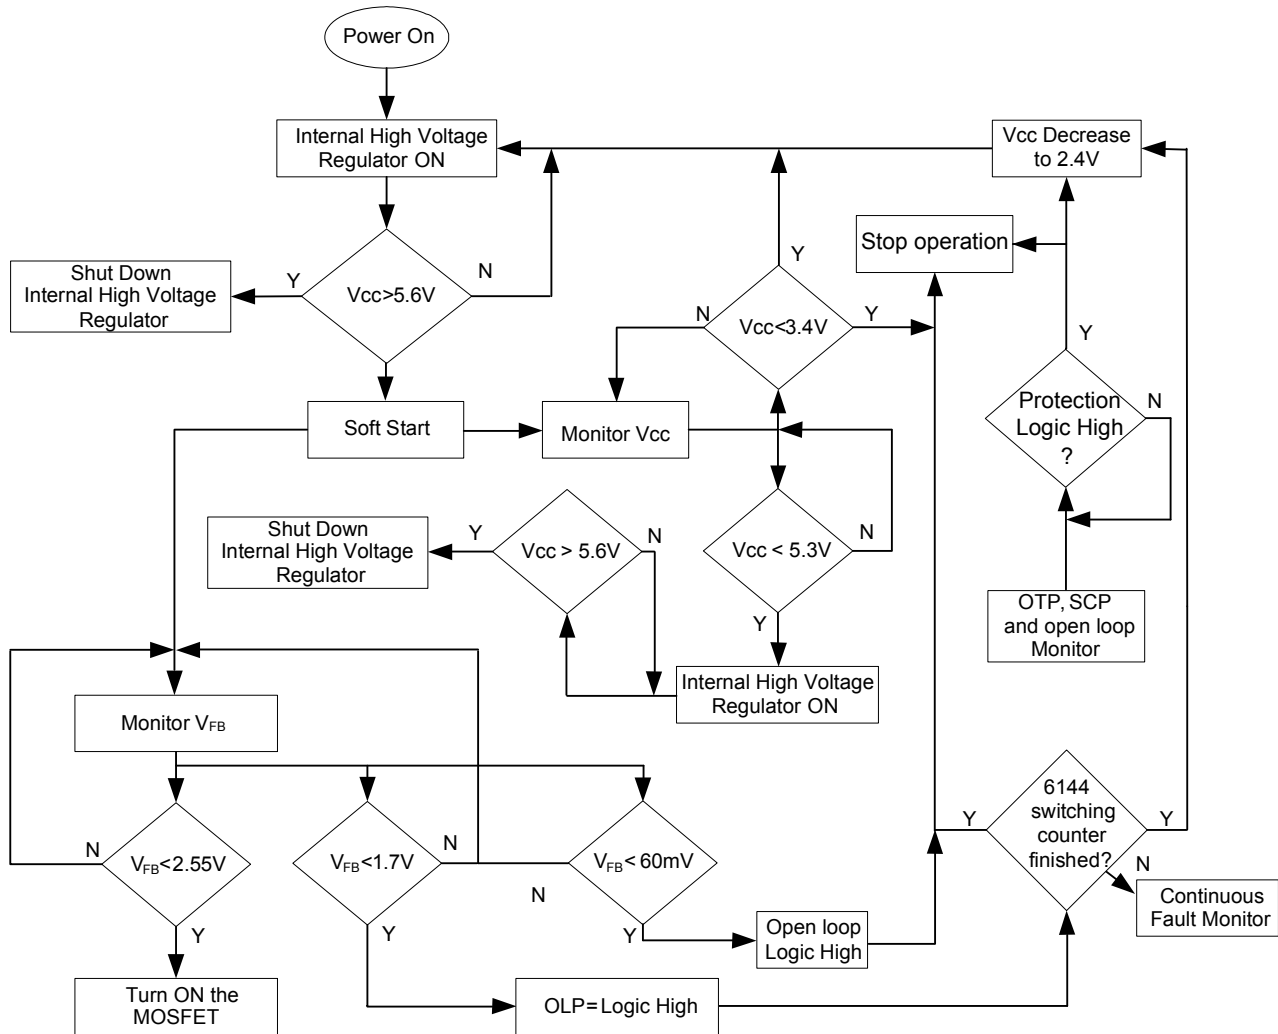 Power On
Internal High Voltage
Regulator ON
Vcc Decrease
to 2.4V
Stop operation
Shut Down
Internal High Voltage
Regulator
Y
Vcc>5.6V
N
Y
N
Vcc<3.4V
Y
Y
Protection
Logic High
?
N
Soft Start
Monitor Vcc
Shut Down
Internal High Voltage
Regulator
Y
Vcc > 5.6V
N
Vcc < 5.3V
N
Y
OTP, SCP
and open loop
Monitor
Internal High Voltage
Regulator ON
Monitor VFB
N
VFB<2.55V
Y
VFB<1.7V
N
Y
VFB< 60mV
N
Y
Y
6144
switching
counter
finished?
Y
N
Continuous
Fault Monitor
Open loop
Logic High
Turn ON the
MOSFET
OLP=Logic High